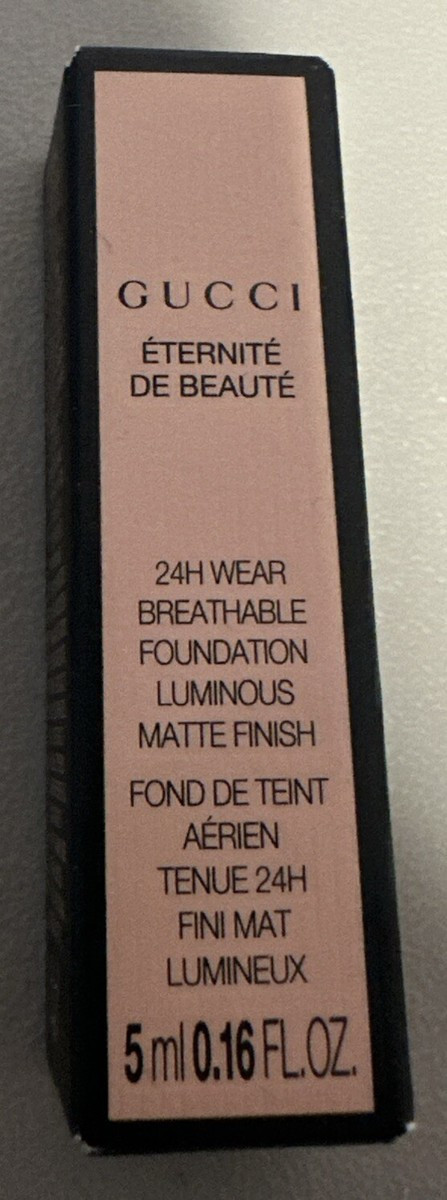 GUCCI
ÉTERNITÉ
DE BEAUTÉ
24H WEAR
BREATHABLE
FOUNDATION
LUMINOUS
MATTE FINISH
FOND DE TEINT
AÉRIEN
TENUE 24H
FINI MAT
LUMINEUX
5 ml 0.16 FL.OZ.